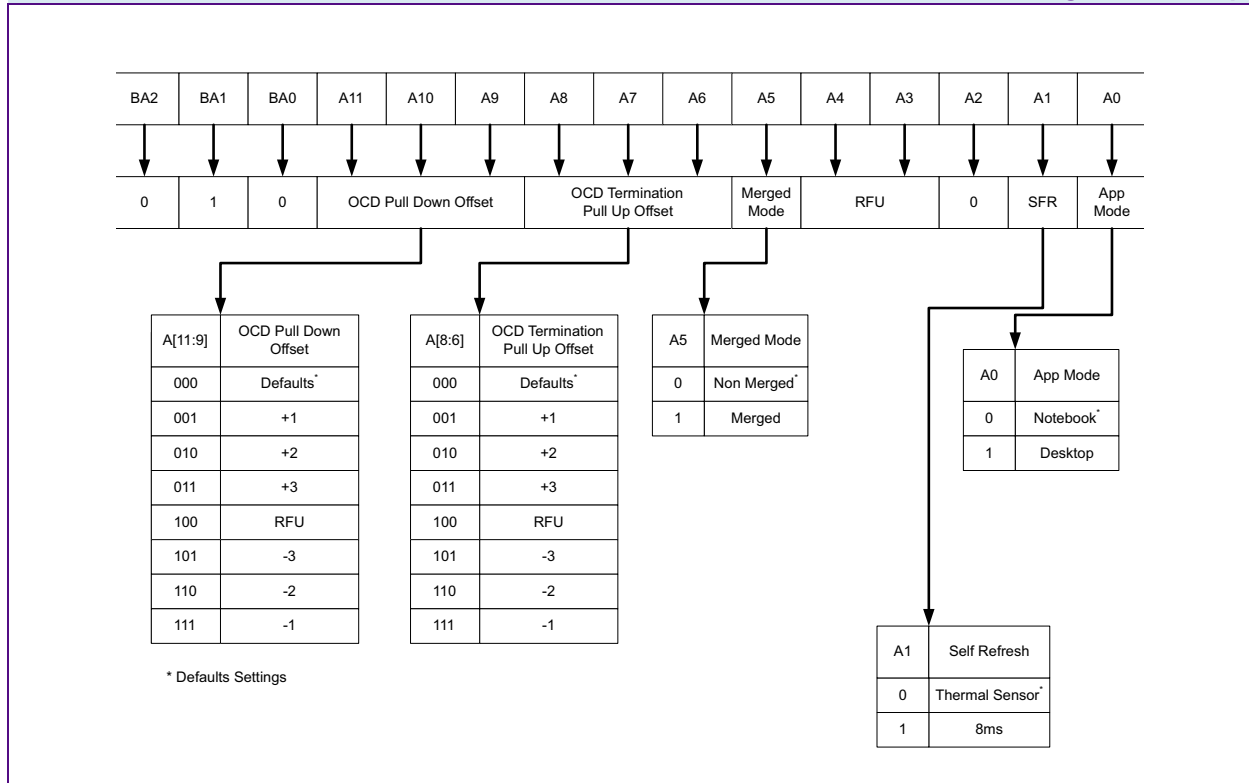 BA2 BA1 BA0 A11 A10 A9 A8 A7 A6 A5 A4 A3 A2 A1 A0
0 1 0 OCD Pull Down Offset OCD Termination Pull Up Offset Merged Mode RFU 0 SFR App Mode
A[11:9] OCD Pull Down Offset
000 Defaults*
001 +1
010 +2
011 +3
100 RFU
101 -3
110 -2
111 -1
A[8:6] OCD Termination Pull Up Offset
000 Defaults*
001 +1
010 +2
011 +3
100 RFU
101 -3
110 -2
111 -1
A5 Merged Mode
0 Non Merged*
1 Merged
A0 App Mode
0 Notebook*
1 Desktop
A1 Self Refresh
0 Thermal Sensor*
1 8ms
* Defaults Settings